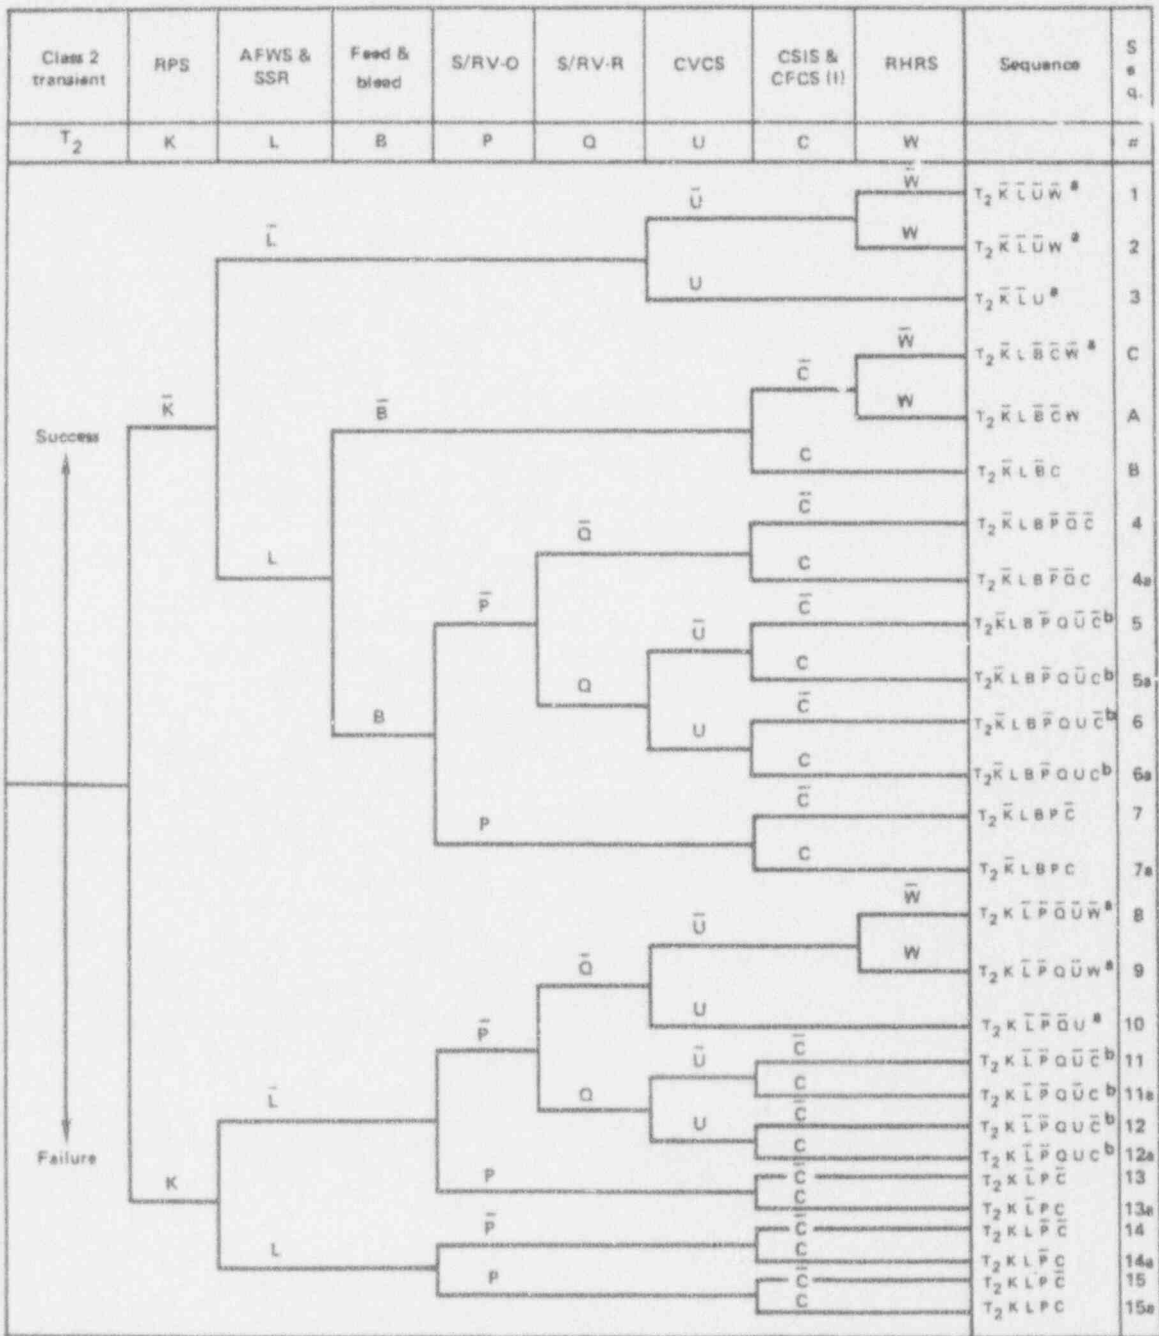 Class 2 transient | RPS | AFWS & SSR | Feed & bleed | S/RV-O | S/RV-R | CVCS | CSIS & CFCS (I) | RHRS | Sequence | S e q.
T₂ | K | L | B | P | Q | U | C | W | #
W̄
T₂ K̄ L̄ Ū W̄ ᵃ 1
Ū
W
T₂ K̄ L̄ Ū W ᵃ 2
L̄
U
T₂ K̄ L̄ U ᵃ 3
W̄
T₂ K̄ L B̄ C̄ W̄ ᵃ C
C̄
K̄
B̄
W
T₂ K̄ L B̄ C̄ W A
Success
C
T₂ K̄ L B̄ C B
C̄
T₂ K̄ L B P̄ Q̄ C̄ 4
Q̄
L
C
T₂ K̄ L B P̄ Q̄ C 4a
P̄
C̄
T₂ K̄ L B P̄ Q Ū C̄ ᵇ 5
Ū
C
T₂ K̄ L B P̄ Q Ū C ᵇ 5a
Q
C̄
T₂ K̄ L B P̄ Q U C̄ ᵇ 6
B
U
C
T₂ K̄ L B P̄ Q U C ᵇ 6a
C̄
T₂ K̄ L B P C̄ 7
P
C
T₂ K̄ L B P C 7a
W̄
T₂ K L̄ P̄ Q̄ Ū W̄ ᵃ 8
Ū
W
T₂ K L̄ P̄ Q̄ Ū W ᵃ 9
Q̄
U
T₂ K L̄ P̄ Q̄ U ᵃ 10
P̄
C̄
T₂ K L̄ P̄ Q Ū C̄ ᵇ 11
Ū
C
T₂ K L̄ P̄ Q Ū C ᵇ 11a
L̄
Q
C̄
T₂ K L̄ P̄ Q U C̄ ᵇ 12
U
C
T₂ K L̄ P̄ Q U C ᵇ 12a
Failure
K
P
C̄
T₂ K L̄ P C̄ 13
C
T₂ K L̄ P C 13a
P̄
C̄
T₂ K L P̄ C̄ 14
L
C
T₂ K L P̄ C 14a
P
C̄
T₂ K L P C̄ 15
C
T₂ K L P C 15a